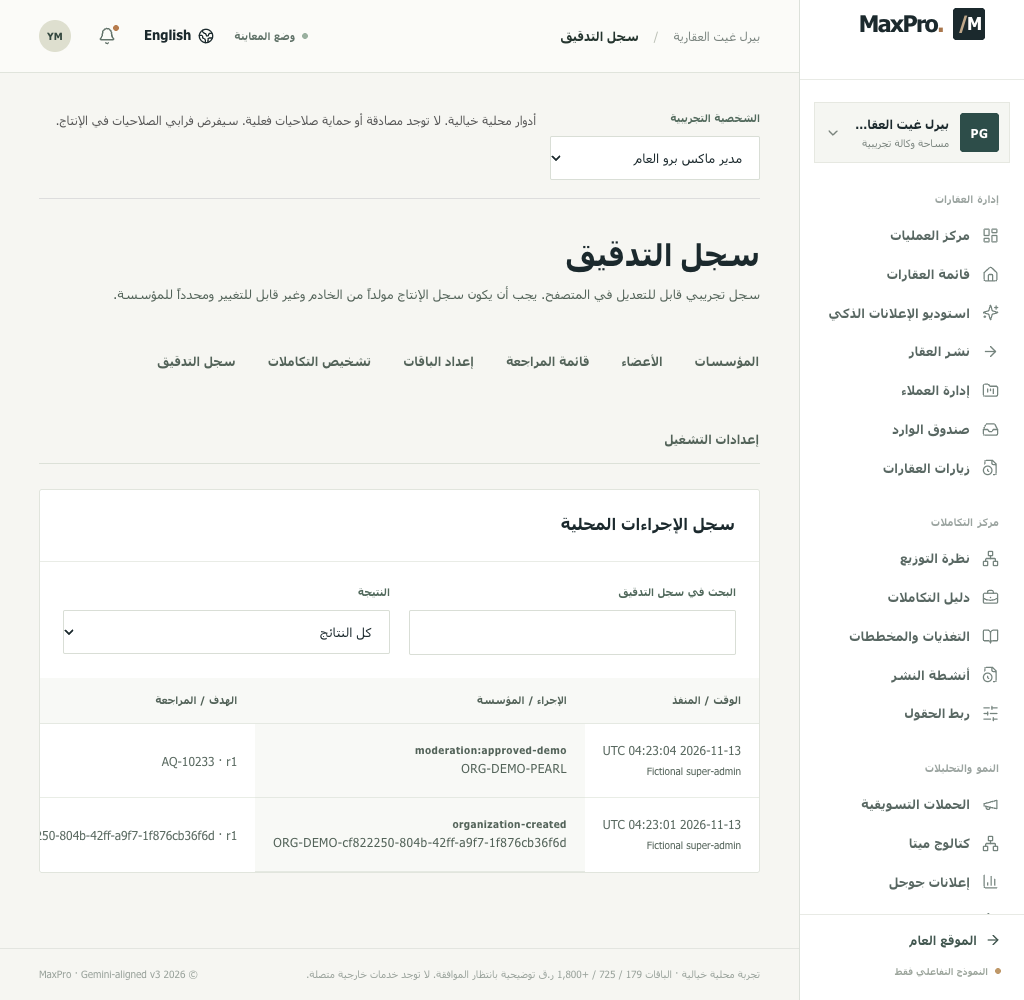 MaxPro.
/M
بيرل غيت العقارية / سجل التدقيق
وضع المعاينة
English
YM
PG
بيرل غيت العقا...
مساحة وكالة تجريبية
إدارة العقارات
مركز العمليات
قائمة العقارات
استوديو الإعلانات الذكي
نشر العقار
إدارة العملاء
صندوق الوارد
زيارات العقارات
مركز التكاملات
نظرة التوزيع
دليل التكاملات
التغذيات والمخططات
أنشطة النشر
ربط الحقول
النمو والتحليلات
الحملات التسويقية
كتالوج ميتا
إعلانات جوجل
الموقع العام
النموذج التفاعلي فقط
الشخصية التجريبية
مدير ماكس برو العام
أدوار محلية خيالية. لا توجد مصادقة أو حماية صلاحيات فعلية. سيفرض فرابي الصلاحيات في الإنتاج.
سجل التدقيق
سجل تجريبي قابل للتعديل في المتصفح. يجب أن يكون سجل الإنتاج مولداً من الخادم وغير قابل للتغيير ومحدداً للمؤسسة.
المؤسسات
الأعضاء
قائمة المراجعة
إعداد الباقات
تشخيص التكاملات
سجل التدقيق
إعدادات التشغيل
سجل الإجراءات المحلية
البحث في سجل التدقيق
النتيجة
كل النتائج
الوقت / المنفذ
الإجراء / المؤسسة
الهدف / المراجعة
2026-11-13 04:23:04 UTC
Fictional super-admin
moderation:approved-demo
ORG-DEMO-PEARL
AQ-10233 · r1
2026-11-13 04:23:01 UTC
Fictional super-admin
organization-created
ORG-DEMO-cf822250-804b-42ff-a9f7-1f876cb36f6d
250-804b-42ff-a9f7-1f876cb36f6d · r1
تجربة محلية خيالية · الباقات 179 / 725 / +1,800 ر.ق توضيحية بانتظار الموافقة. لا توجد خدمات خارجية متصلة.
MaxPro · Gemini-aligned v3 2026 ©